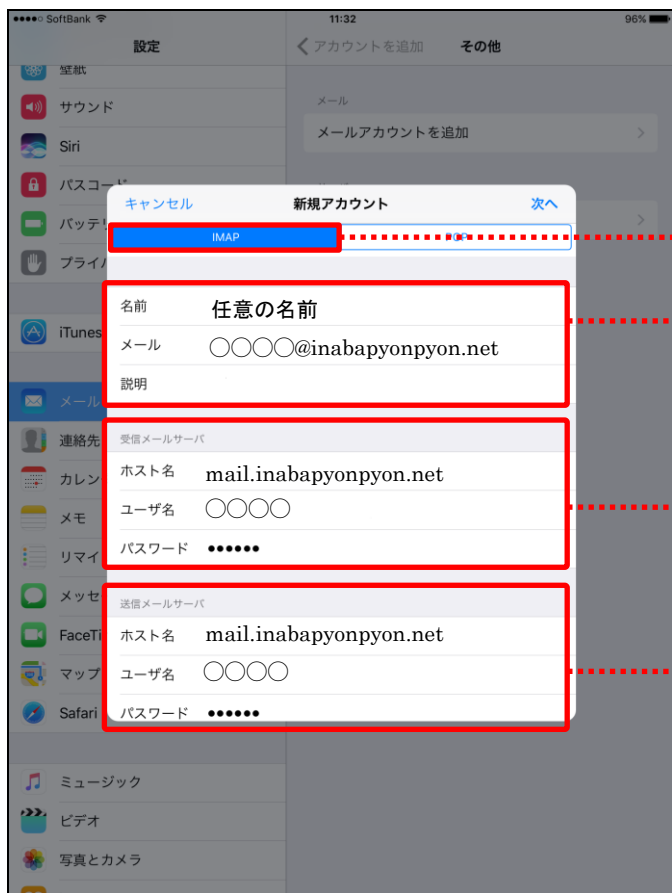 ●●●●○ SoftBank 11:32 96%
設定
アカウントを追加 その他
壁紙
サウンド
Siri
パスコード
バッテ
プライ
iTunes
メール
連絡先
カレン
メモ
リマイ
メッセ
FaceTi
マップ
Safari
ミュージック
ビデオ
写真とカメラ
メール
メールアカウントを追加
キャンセル 新規アカウント 次へ
IMAP POP
名前 任意の名前
メール 〇〇〇〇@inabapyonpyon.net
説明
受信メールサーバ
ホスト名 mail.inabapyonpyon.net
ユーザ名 〇〇〇〇
パスワード ●●●●●●
送信メールサーバ
ホスト名 mail.inabapyonpyon.net
ユーザ名 〇〇〇〇
パスワード ●●●●●●